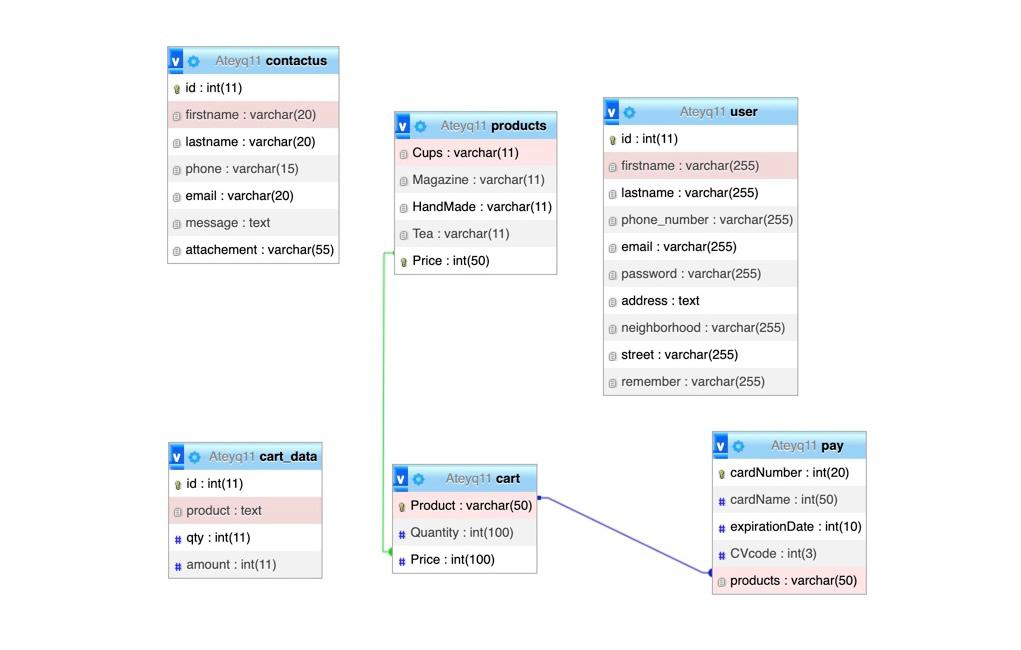 v Ateyq11 contactus
id : int(11)
firstname : varchar(20)
lastname : varchar(20)
phone : varchar(15)
email : varchar(20)
message : text
attachement : varchar(55)
v Ateyq11 products
Cups : varchar(11)
Magazine : varchar(11)
HandMade : varchar(11)
Tea : varchar(11)
Price : int(50)
v Ateyq11 user
id : int(11)
firstname : varchar(255)
lastname : varchar(255)
phone_number : varchar(255)
email : varchar(255)
password : varchar(255)
address : text
neighborhood : varchar(255)
street : varchar(255)
remember : varchar(255)
v Ateyq11 cart_data
id : int(11)
product : text
# qty : int(11)
# amount : int(11)
v Ateyq11 cart
Product : varchar(50)
# Quantity : int(100)
# Price : int(100)
v Ateyq11 pay
cardNumber : int(20)
# cardName : int(50)
# expirationDate : int(10)
# CVcode : int(3)
products : varchar(50)